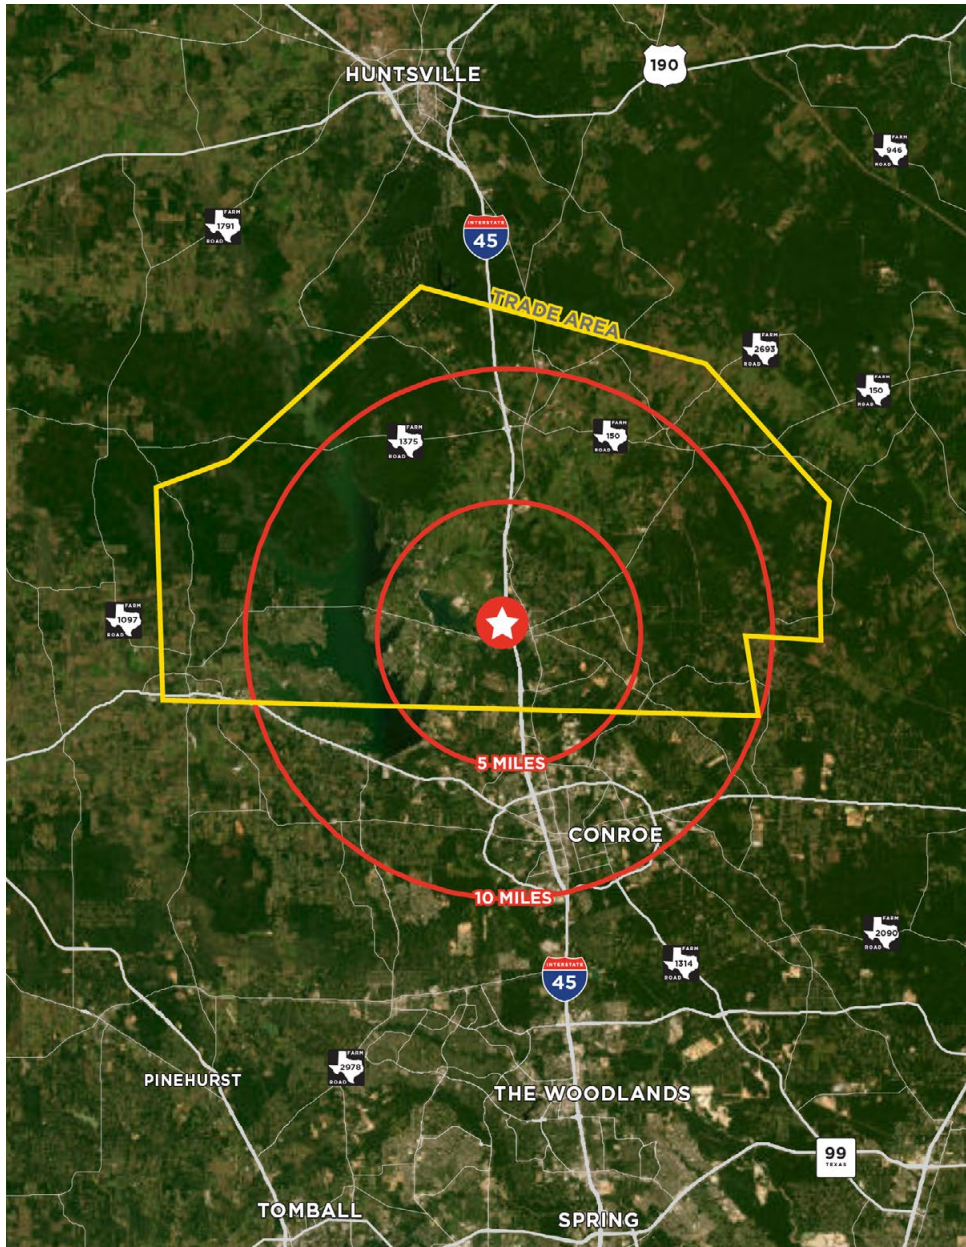 HUNTSVILLE
190
FARM
946
ROAD
FARM
1791
ROAD
INTERSTATE
45
TRADE AREA
FARM
2693
ROAD
FARM
150
ROAD
FARM
1375
ROAD
FARM
150
ROAD
FARM
1097
ROAD
5 MILES
CONROE
10 MILES
FARM
2090
ROAD
FARM
1314
ROAD
INTERSTATE
45
FARM
2978
ROAD
PINEHURST
THE WOODLANDS
99
TEXAS
TOMBALL
SPRING